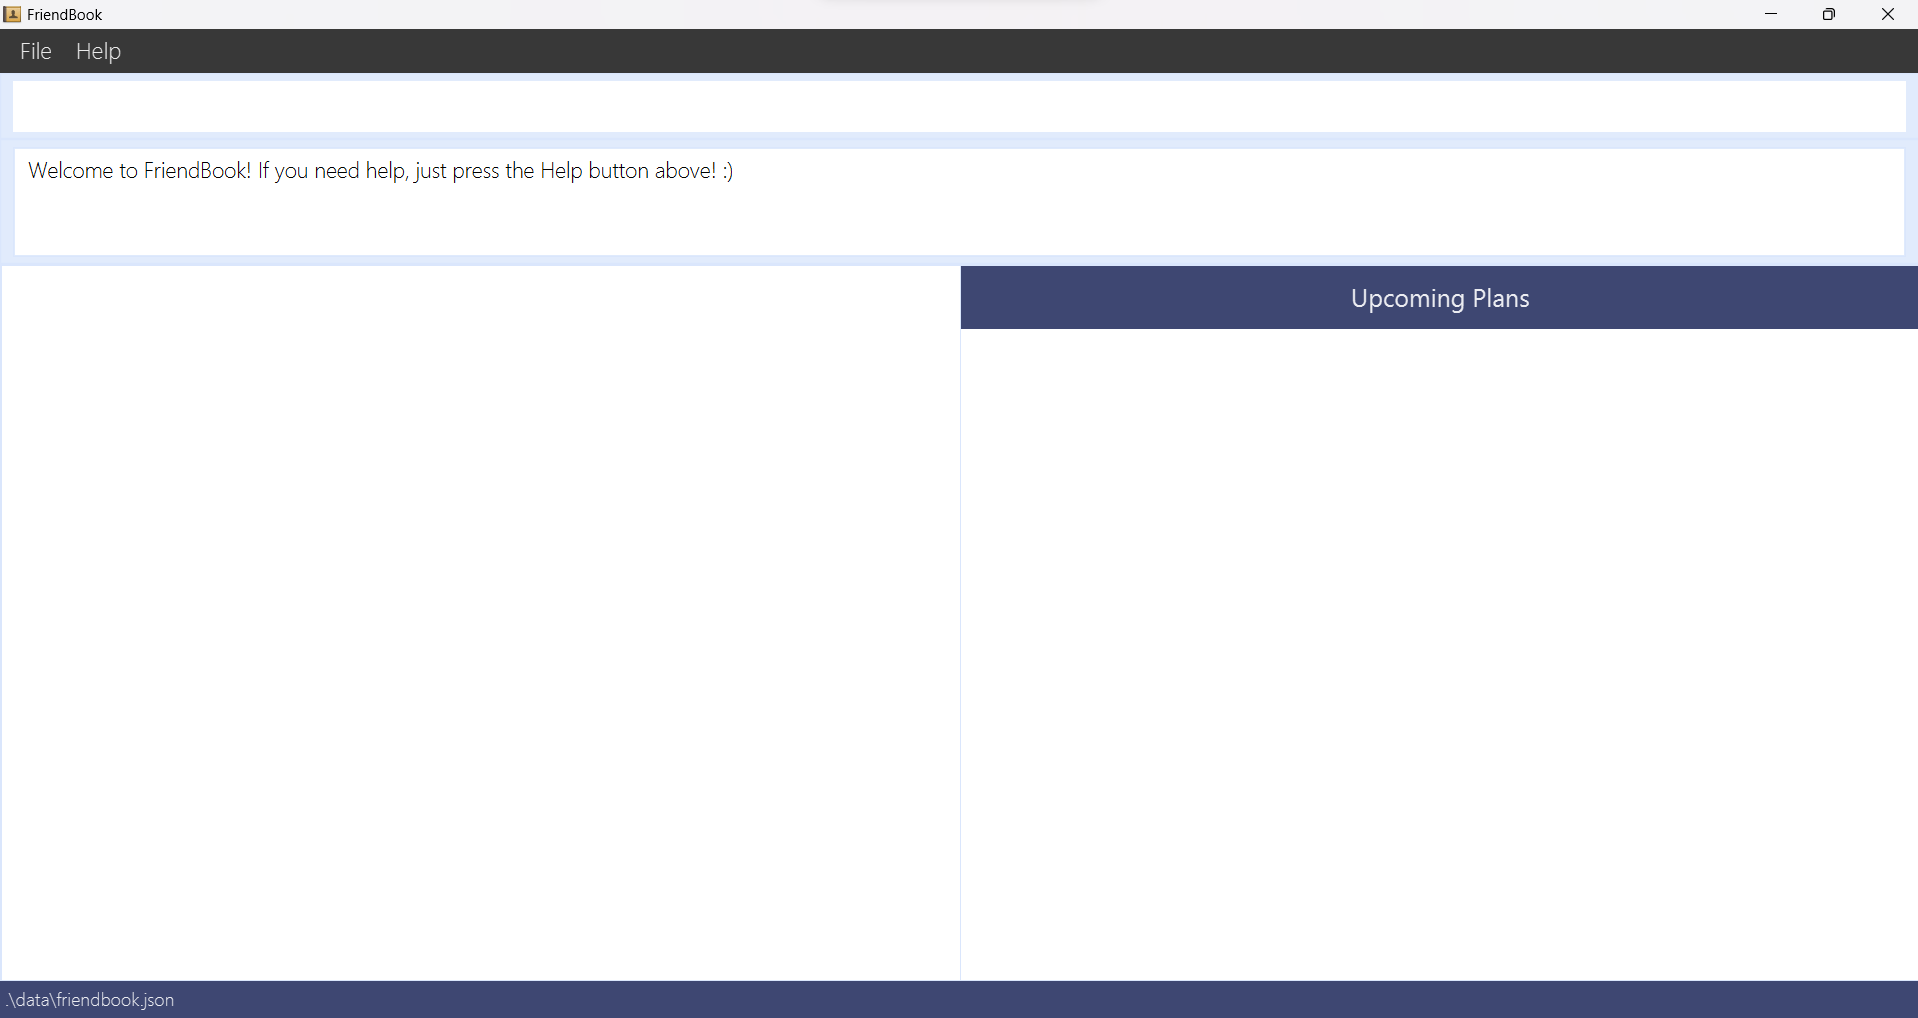 FriendBook
File Help
Welcome to FriendBook! If you need help, just press the Help button above! :)
Upcoming Plans
.\data\friendbook.json